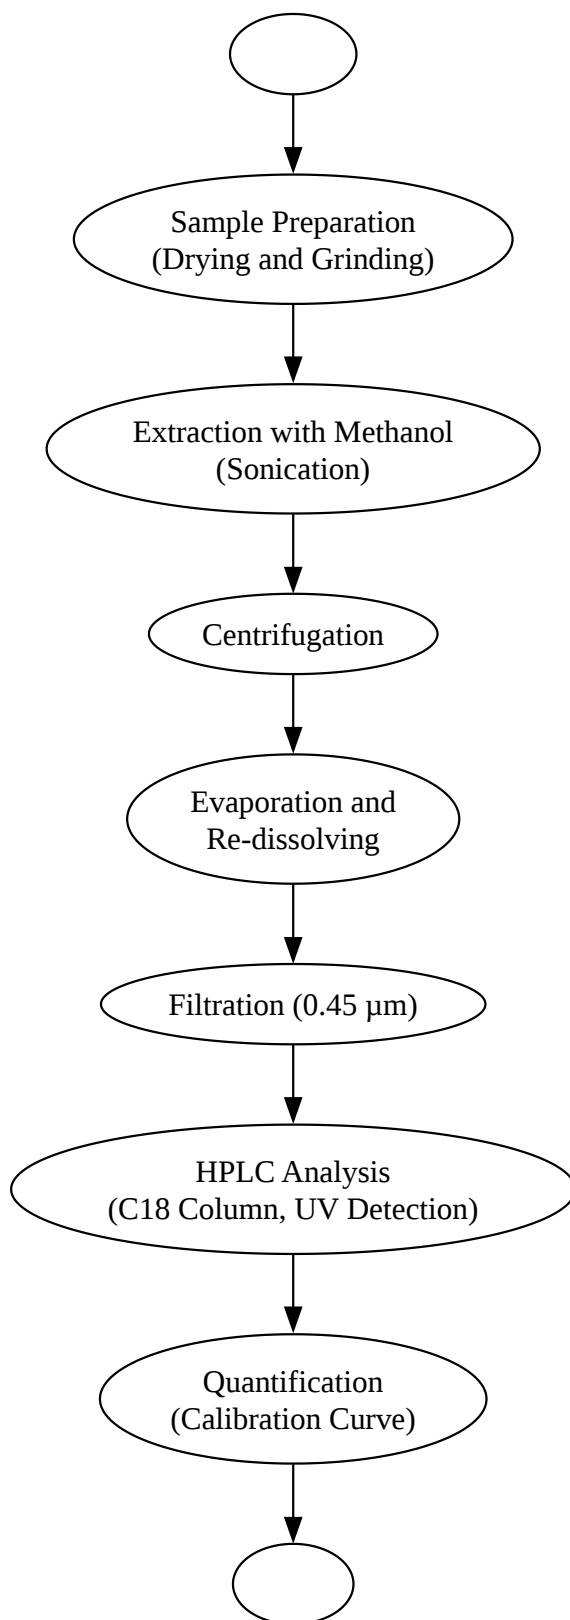 Sample Preparation
(Drying and Grinding)
Extraction with Methanol
(Sonication)
Centrifugation
Evaporation and
Re-dissolving
Filtration (0.45 µm)
HPLC Analysis
(C18 Column, UV Detection)
Quantification
(Calibration Curve)